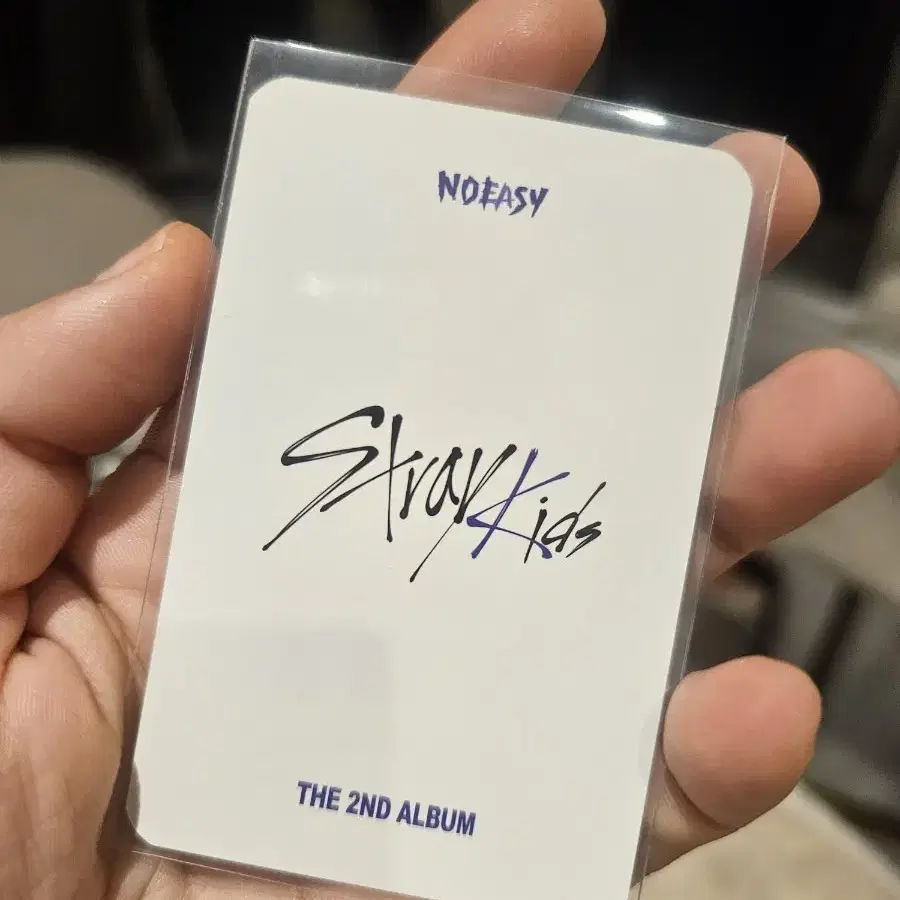 NOEASY
Stray Kids
THE 2ND ALBUM